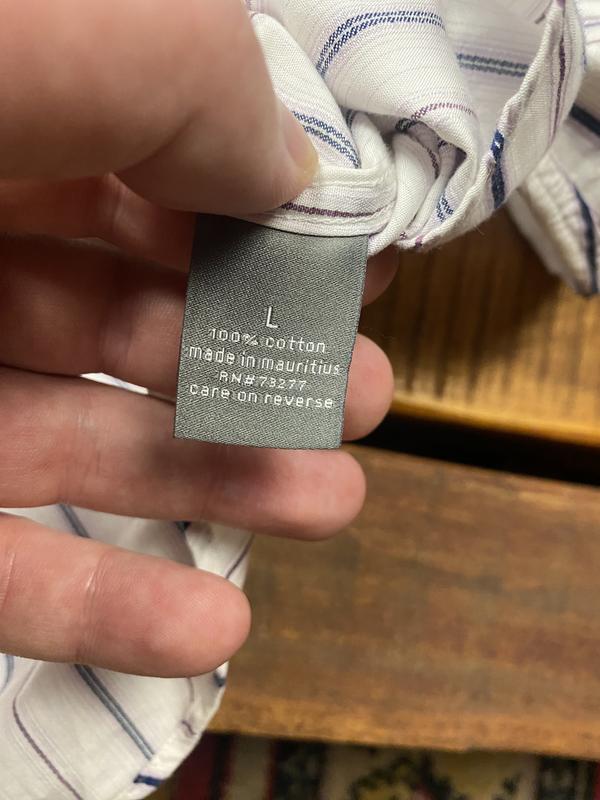 L
100% cotton
made in mauritius
RN#73277
care on reverse